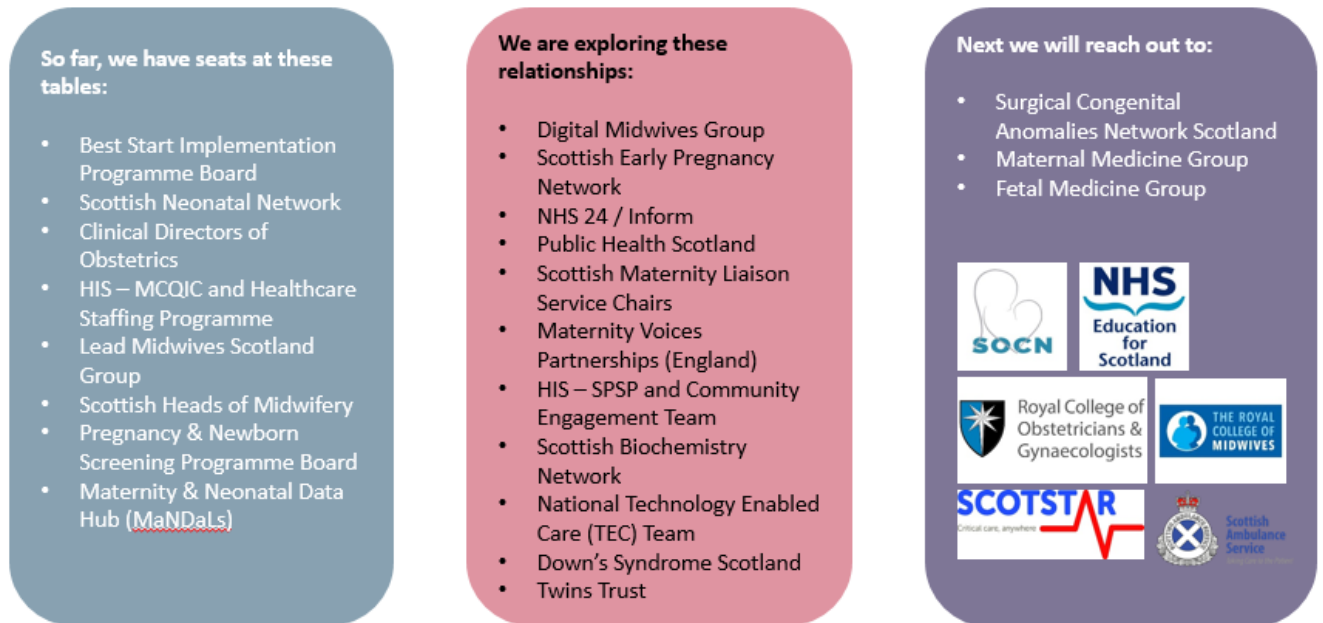 So far, we have seats at these
tables:
• Best Start Implementation
Programme Board
• Scottish Neonatal Network
• Clinical Directors of
Obstetrics
• HIS – MCQIC and Healthcare
Staffing Programme
• Lead Midwives Scotland
Group
• Scottish Heads of Midwifery
• Pregnancy & Newborn
Screening Programme Board
• Maternity & Neonatal Data
Hub (MaNDaLs)
We are exploring these
relationships:
• Digital Midwives Group
• Scottish Early Pregnancy
Network
• NHS 24 / Inform
• Public Health Scotland
• Scottish Maternity Liaison
Service Chairs
• Maternity Voices
Partnerships (England)
• HIS – SPSP and Community
Engagement Team
• Scottish Biochemistry
Network
• National Technology Enabled
Care (TEC) Team
• Down's Syndrome Scotland
• Twins Trust
Next we will reach out to:
• Surgical Congenital
Anomalies Network Scotland
• Maternal Medicine Group
• Fetal Medicine Group
SOCN
NHS
Education
for
Scotland
Royal College of
Obstetricians &
Gynaecologists
THE ROYAL
COLLEGE OF
MIDWIVES
SCOTSTAR
Critical care, anywhere
Scottish
Ambulance
Service